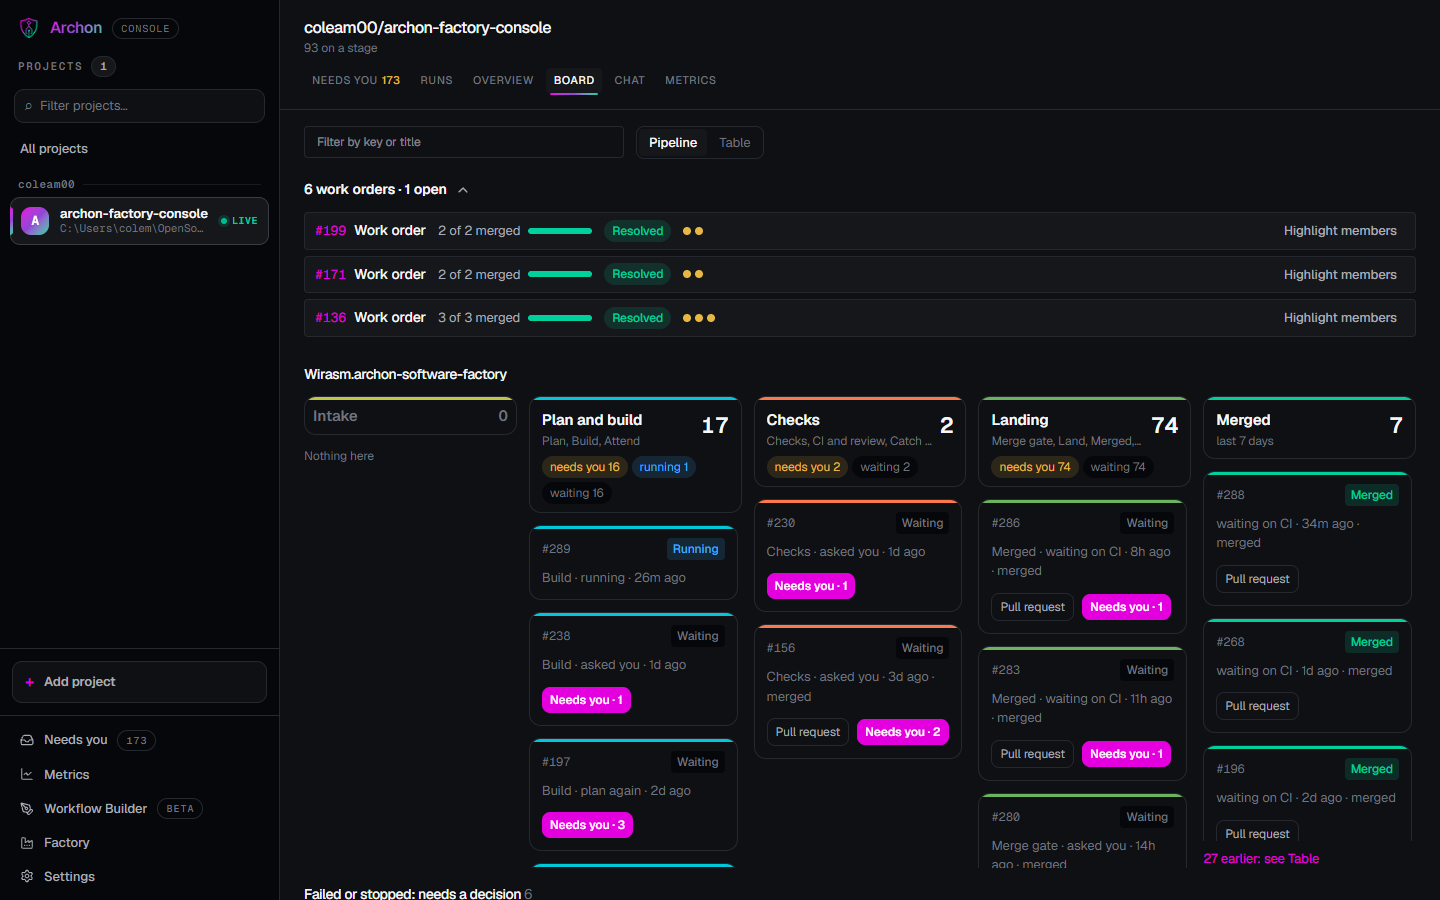 Archon CONSOLE
PROJECTS 1
Filter projects...
All projects
coleam00
A archon-factory-console LIVE
C:\Users\colem\OpenSo…
+ Add project
Needs you 173
Metrics
Workflow Builder BETA
Factory
Settings
coleam00/archon-factory-console
93 on a stage
NEEDS YOU 173 RUNS OVERVIEW BOARD CHAT METRICS
Filter by key or title
Pipeline Table
6 work orders · 1 open
#199 Work order 2 of 2 merged Resolved Highlight members
#171 Work order 2 of 2 merged Resolved Highlight members
#136 Work order 3 of 3 merged Resolved Highlight members
Wirasm.archon-software-factory
Intake 0
Nothing here
Plan and build 17
Plan, Build, Attend
needs you 16 running 1
waiting 16
#289 Running
Build · running · 26m ago
#238 Waiting
Build · asked you · 1d ago
Needs you · 1
#197 Waiting
Build · plan again · 2d ago
Needs you · 3
Checks 2
Checks, CI and review, Catch ...
needs you 2 waiting 2
#230 Waiting
Checks · asked you · 1d ago
Needs you · 1
#156 Waiting
Checks · asked you · 3d ago ·
merged
Pull request Needs you · 2
Landing 74
Merge gate, Land, Merged,...
needs you 74 waiting 74
#286 Waiting
Merged · waiting on CI · 8h ago
· merged
Pull request Needs you · 1
#283 Waiting
Merged · waiting on CI · 11h ago
· merged
Pull request Needs you · 1
#280 Waiting
Merge gate · asked you · 14h
ago · merged
Merged 7
last 7 days
#288 Merged
waiting on CI · 34m ago ·
merged
Pull request
#268 Merged
waiting on CI · 1d ago · merged
Pull request
#196 Merged
waiting on CI · 2d ago · merged
Pull request
27 earlier: see Table
Failed or stopped: needs a decision 6